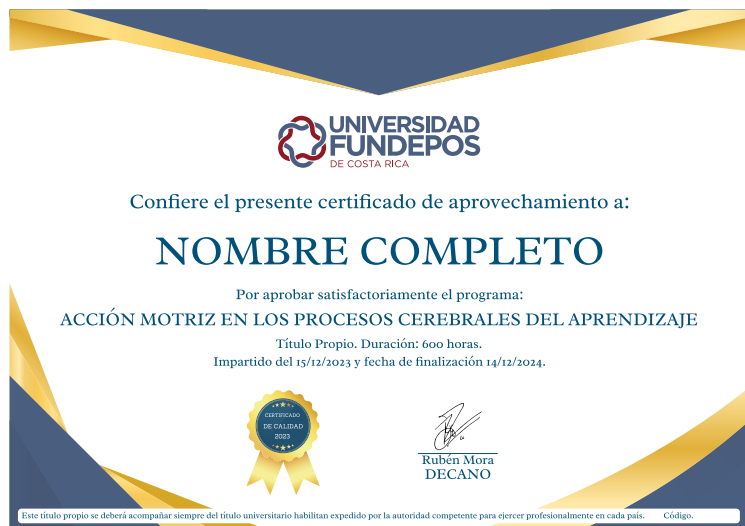 UNIVERSIDAD
FUNDEPOS
DE COSTA RICA
Confiere el presente certificado de aprovechamiento a:
NOMBRE COMPLETO
Por aprobar satisfactoriamente el programa:
ACCIÓN MOTRIZ EN LOS PROCESOS CEREBRALES DEL APRENDIZAJE
Título Propio. Duración: 600 horas.
Impartido del 15/12/2023 y fecha de finalización 14/12/2024.
CERTIFICADO
DE CALIDAD
2023
Rubén Mora
DECANO
Este título propio se deberá acompañar siempre del título universitario habilitan expedido por la autoridad competente para ejercer profesionalmente en cada país. Código.